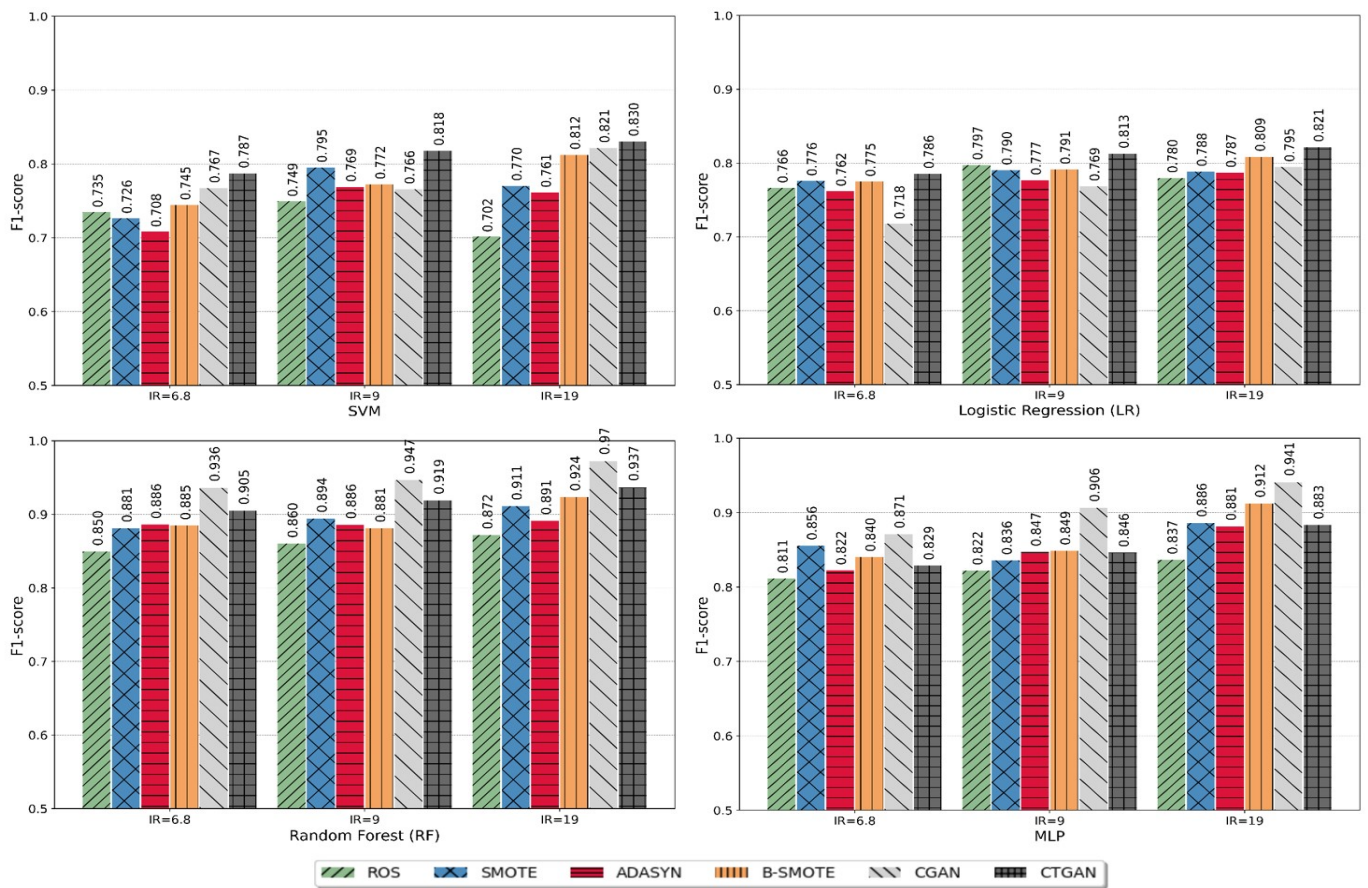 1.0
0.9
0.8
0.7
0.6
0.5
F1-score
0.735 0.726 0.708 0.745 0.767 0.787
0.749 0.795 0.769 0.772 0.766 0.818
0.702 0.770 0.761 0.812 0.821 0.830
IR=6.8 IR=9 IR=19
SVM
1.0
0.9
0.8
0.7
0.6
0.5
F1-score
0.766 0.776 0.762 0.775 0.718 0.786
0.797 0.790 0.777 0.791 0.769 0.813
0.780 0.788 0.787 0.809 0.795 0.821
IR=6.8 IR=9 IR=19
Logistic Regression (LR)
1.0
0.9
0.8
0.7
0.6
0.5
F1-score
0.850 0.881 0.886 0.885 0.936 0.905
0.860 0.894 0.886 0.881 0.947 0.919
0.872 0.911 0.891 0.924 0.97 0.937
IR=6.8 IR=9 IR=19
Random Forest (RF)
1.0
0.9
0.8
0.7
0.6
0.5
F1-score
0.811 0.856 0.822 0.840 0.871 0.829
0.822 0.836 0.847 0.849 0.906 0.846
0.837 0.886 0.881 0.912 0.941 0.883
IR=6.8 IR=9 IR=19
MLP
ROS SMOTE ADASYN B-SMOTE CGAN CTGAN